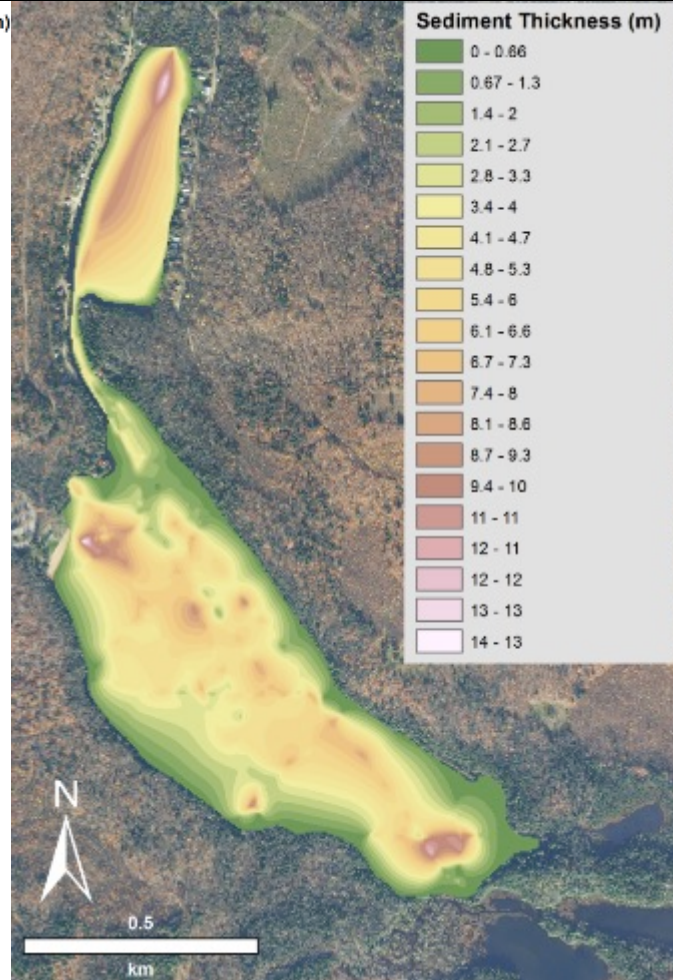 n)
Sediment Thickness (m)
0 - 0.66
0.67 - 1.3
1.4 - 2
2.1 - 2.7
2.8 - 3.3
3.4 - 4
4.1 - 4.7
4.8 - 5.3
5.4 - 6
6.1 - 6.6
6.7 - 7.3
7.4 - 8
8.1 - 8.6
8.7 - 9.3
9.4 - 10
11 - 11
12 - 11
12 - 12
13 - 13
14 - 13
N
0.5
km